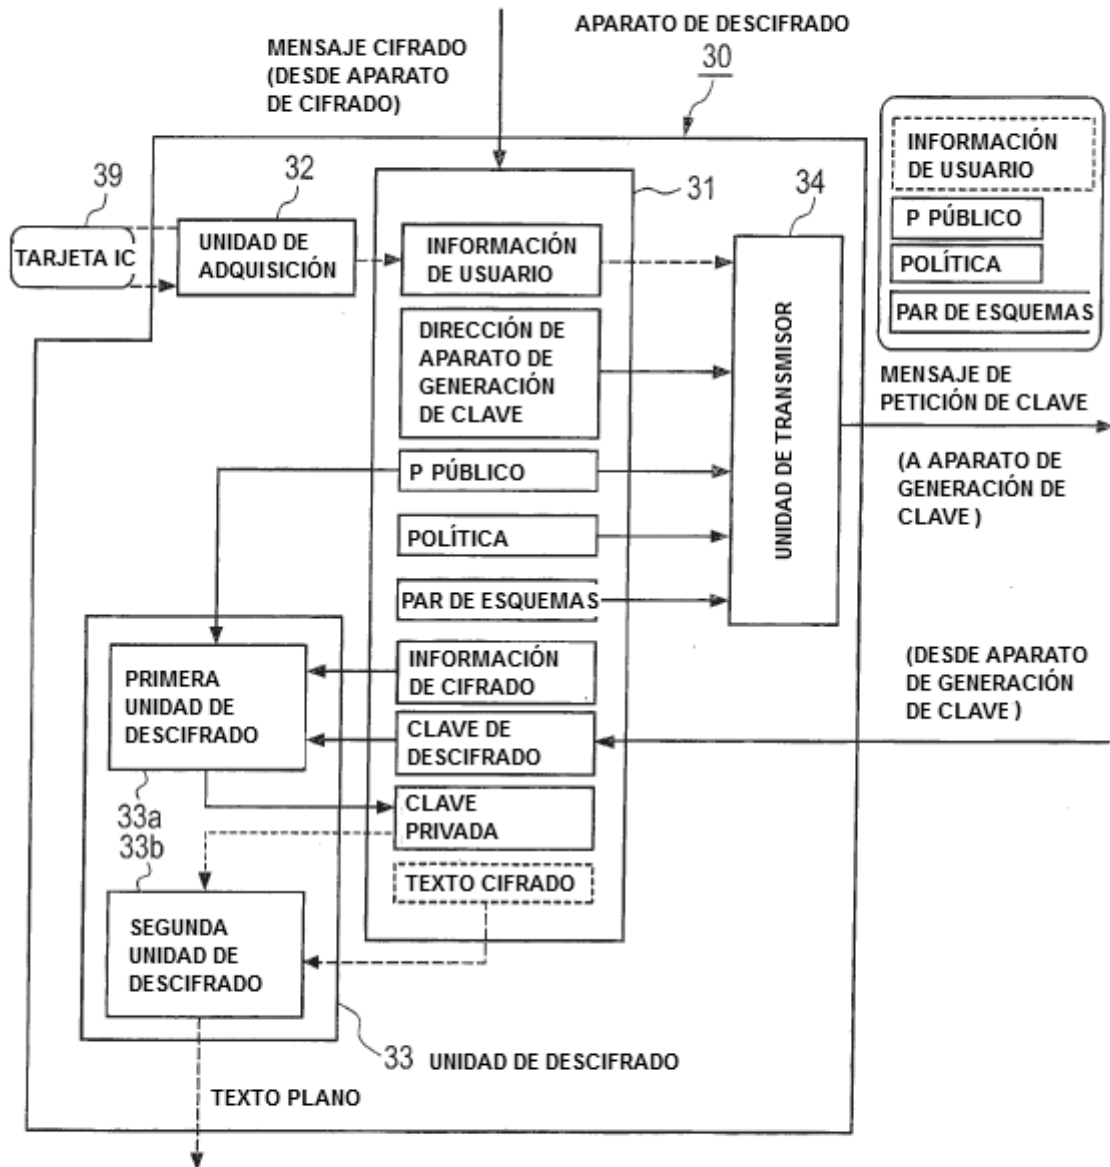 APARATO DE DESCIFRADO
30
MENSAJE CIFRADO
(DESDE APARATO
DE CIFRADO)
39
TARJETA IC
32
UNIDAD DE
ADQUISICIÓN
31
INFORMACIÓN
DE USUARIO
DIRECCIÓN DE
APARATO DE
GENERACIÓN
DE CLAVE
P PÚBLICO
POLÍTICA
PAR DE ESQUEMAS
INFORMACIÓN
DE CIFRADO
CLAVE DE
DESCIFRADO
CLAVE
PRIVADA
TEXTO CIFRADO
34
UNIDAD DE TRANSMISOR
INFORMACIÓN
DE USUARIO
P PÚBLICO
POLÍTICA
PAR DE ESQUEMAS
MENSAJE DE
PETICIÓN DE CLAVE
(A APARATO DE
GENERACIÓN DE
CLAVE)
(DESDE APARATO
DE GENERACIÓN
DE CLAVE)
PRIMERA
UNIDAD DE
DESCIFRADO
33a
33b
SEGUNDA
UNIDAD DE
DESCIFRADO
33 UNIDAD DE DESCIFRADO
TEXTO PLANO